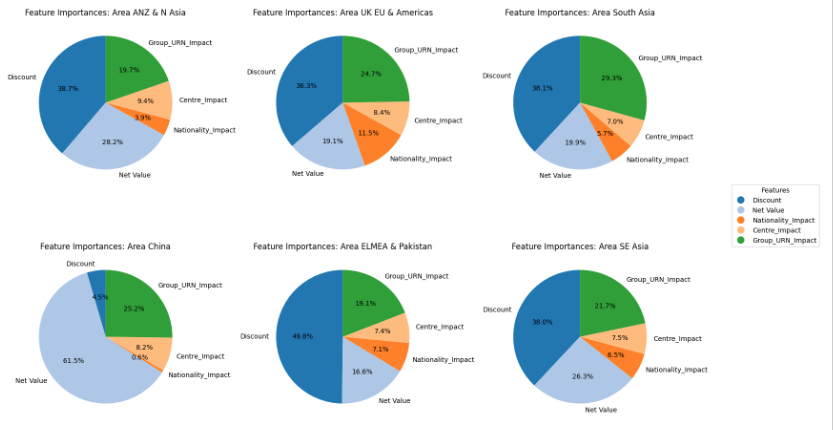 Feature Importances: Area ANZ & N Asia
Group_URN_Impact
Discount
19.7%
38.7%
9.4%
Centre_Impact
3.9%
Nationality_Impact
28.2%
Net Value
Feature Importances: Area UK EU & Americas
Group_URN_Impact
Discount
24.7%
36.3%
8.4%
Centre_Impact
11.5%
19.1%
Nationality_Impact
Net Value
Feature Importances: Area South Asia
Group_URN_Impact
Discount
29.3%
36.1%
7.0%
Centre_Impact
5.7%
19.9%
Nationality_Impact
Net Value
Features
Discount
Net Value
Nationality_Impact
Centre_Impact
Group_URN_Impact
Feature Importances: Area China
Discount
Group_URN_Impact
4.5%
25.2%
8.2%
Centre_Impact
0.6%
61.5%
Nationality_Impact
Net Value
Feature Importances: Area ELMEA & Pakistan
Group_URN_Impact
19.1%
Discount
49.8%
7.4%
Centre_Impact
7.1%
Nationality_Impact
16.6%
Net Value
Feature Importances: Area SE Asia
Group_URN_Impact
Discount
21.7%
38.0%
7.5%
Centre_Impact
6.5%
Nationality_Impact
26.3%
Net Value